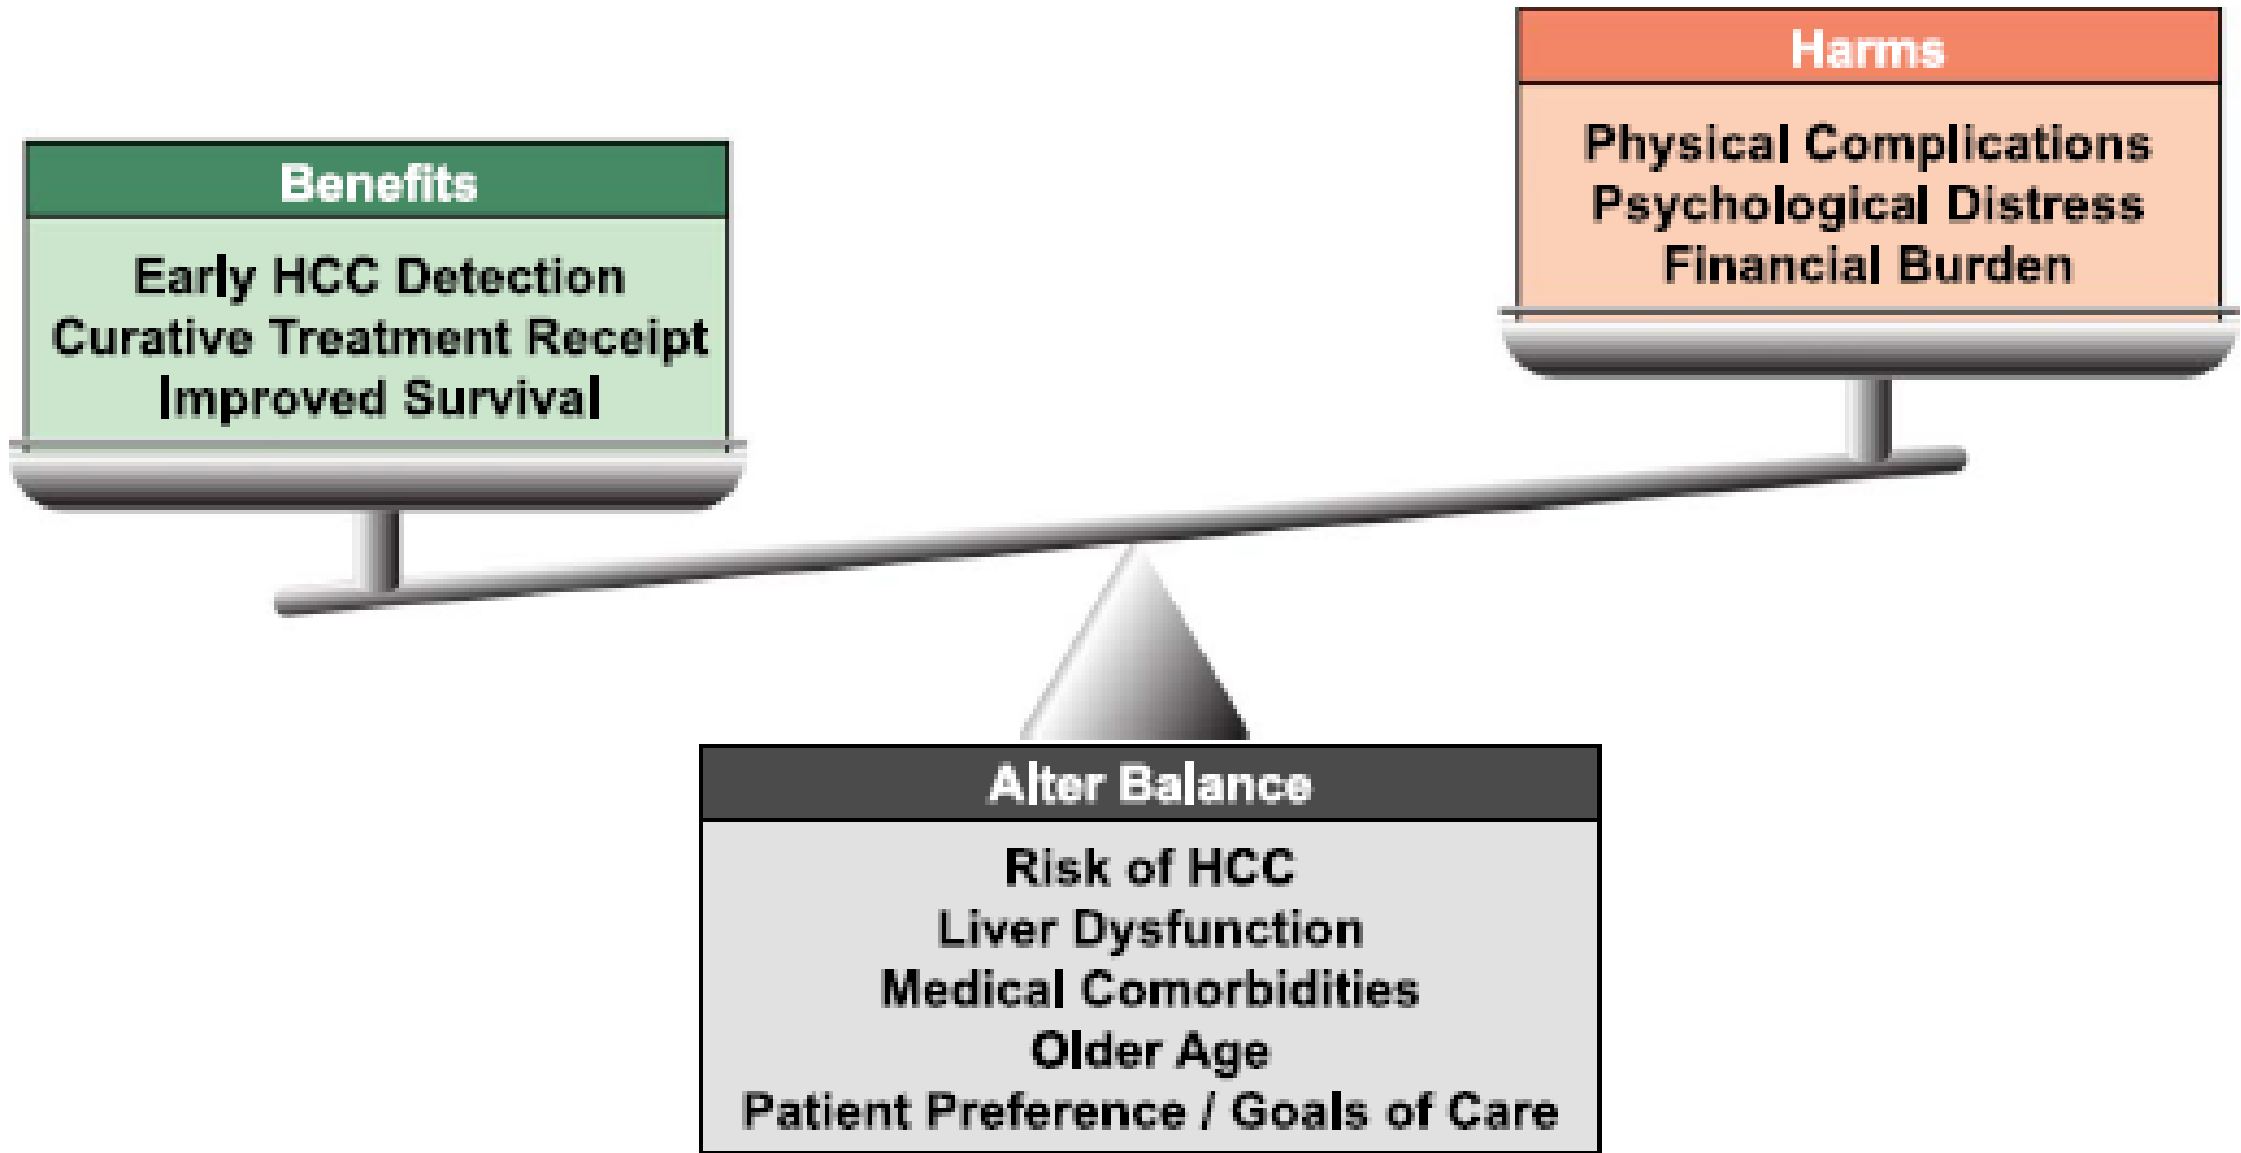 Benefits
Early HCC Detection
Curative Treatment Receipt
Improved Survival
Harms
Physical Complications
Psychological Distress
Financial Burden
Alter Balance
Risk of HCC
Liver Dysfunction
Medical Comorbidities
Older Age
Patient Preference / Goals of Care